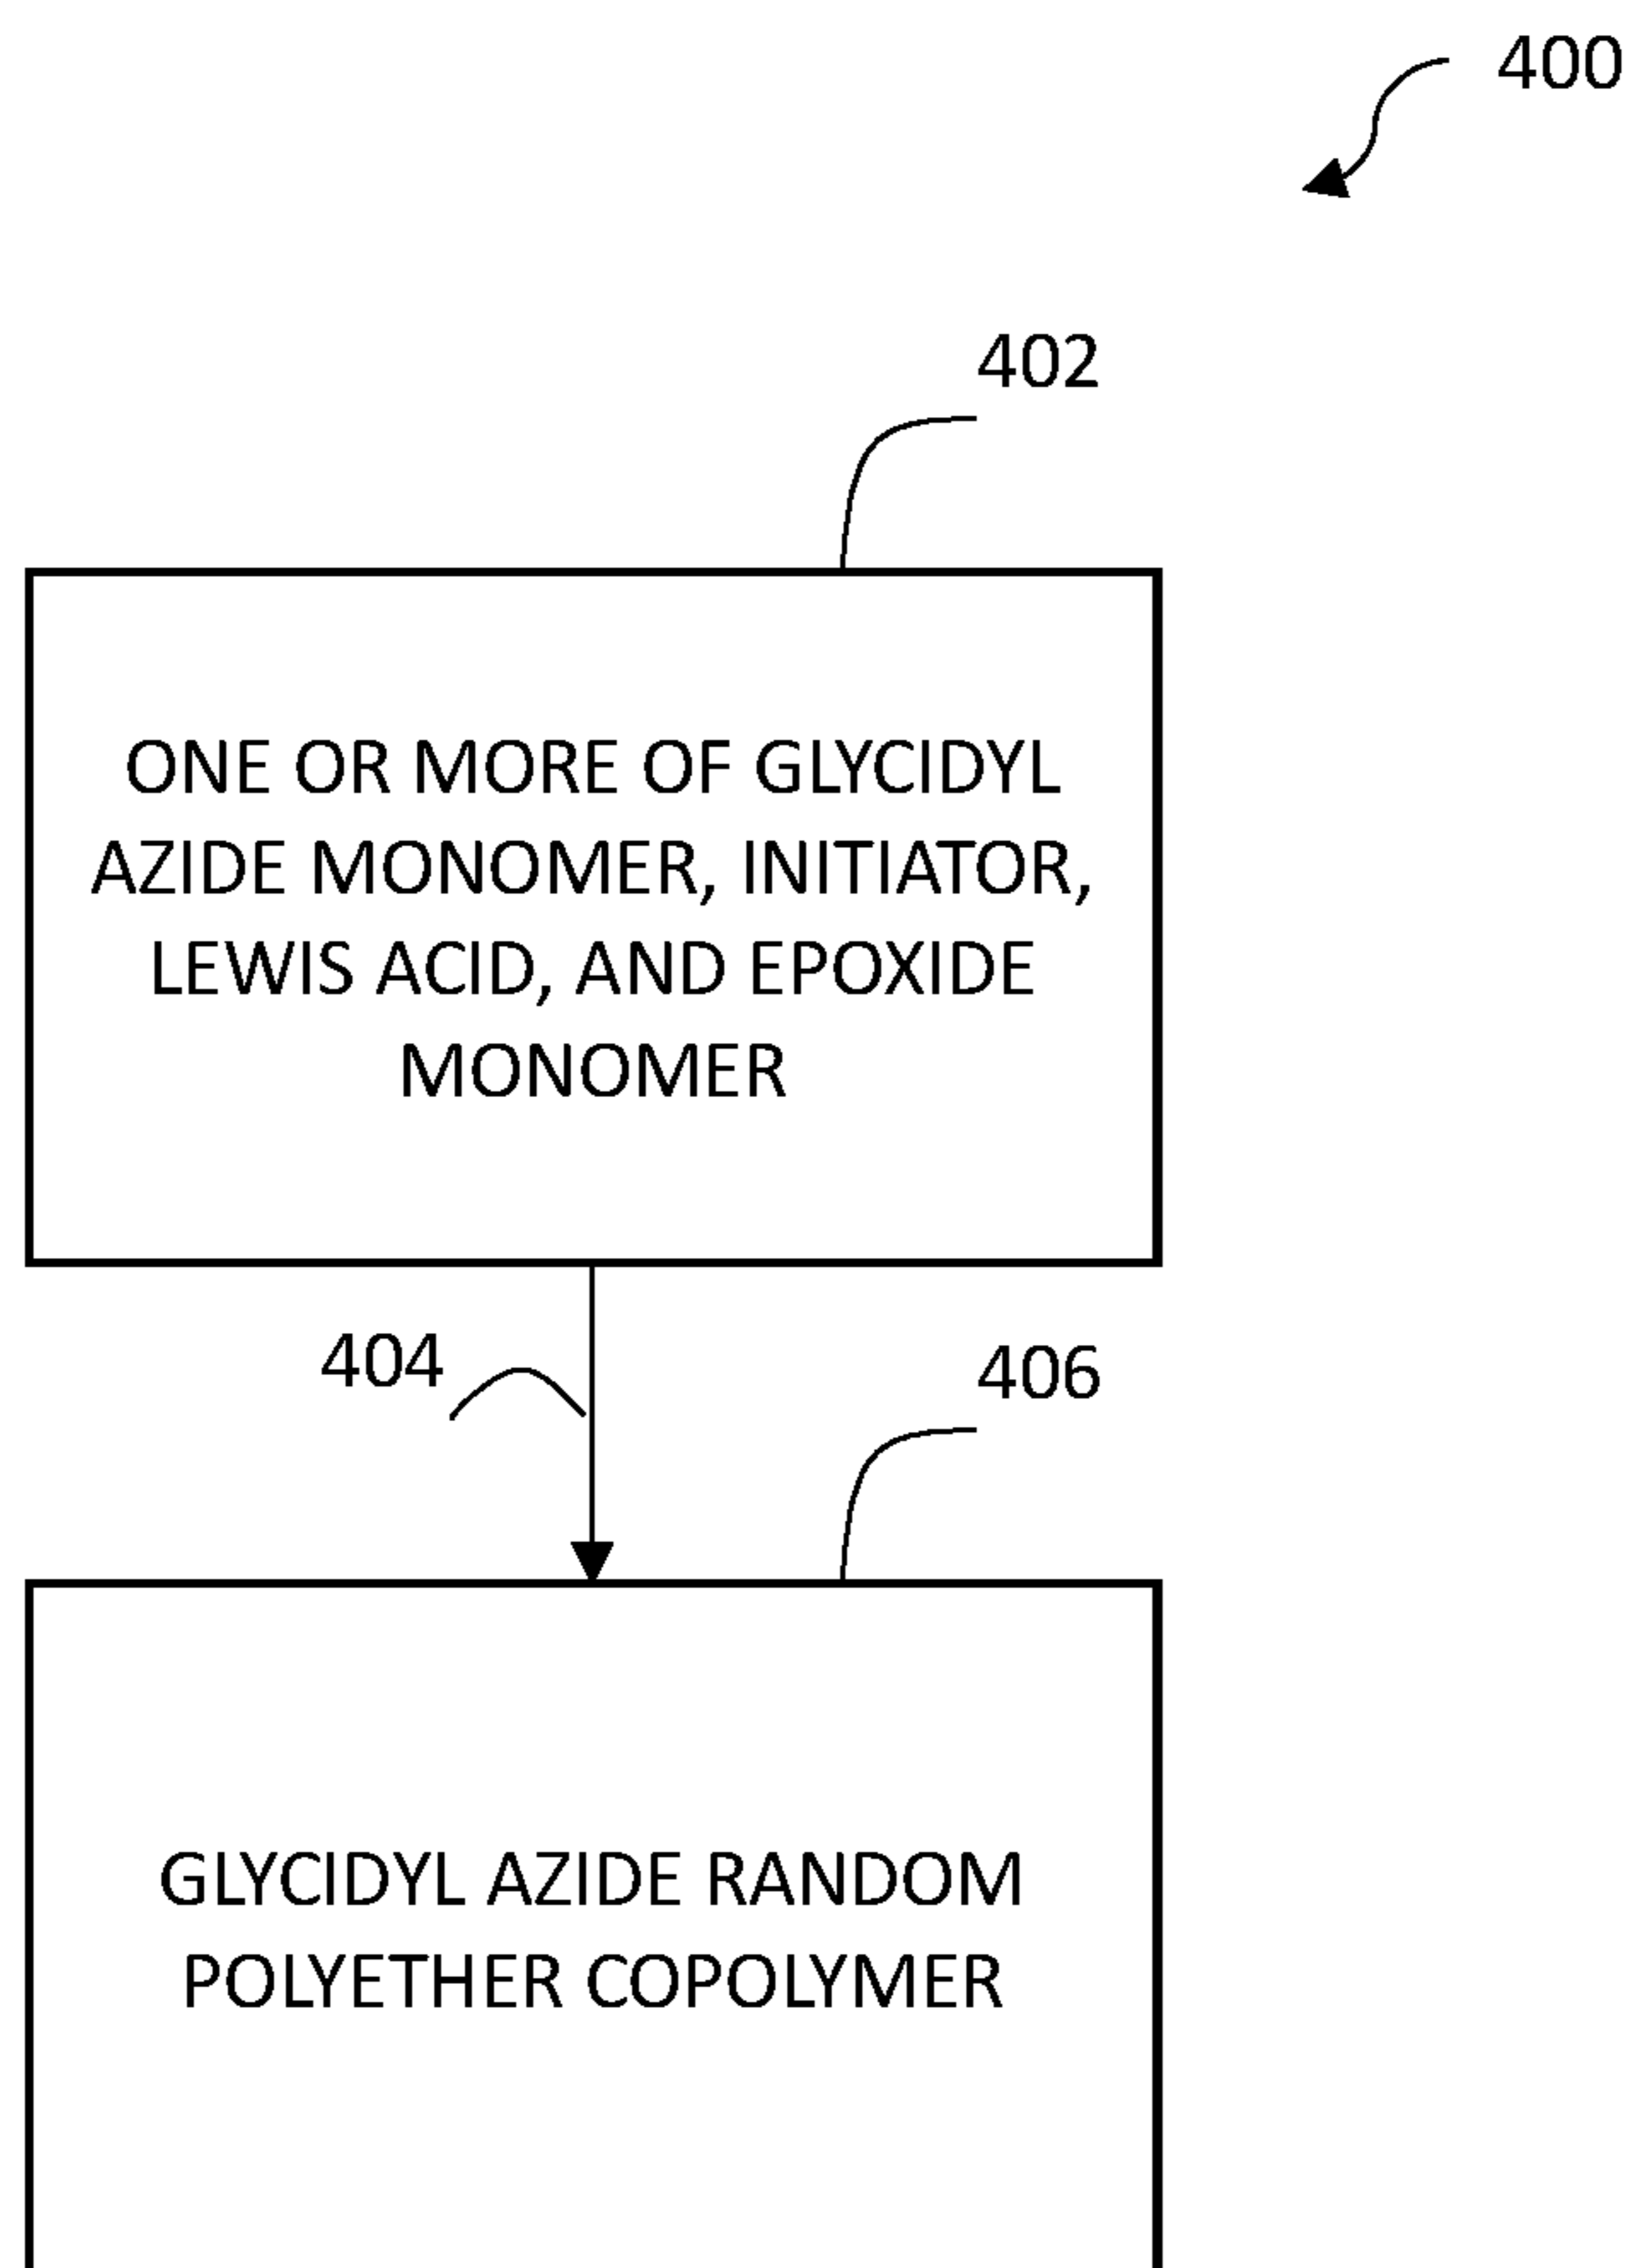 400
402
ONE OR MORE OF GLYCIDYL
AZIDE MONOMER, INITIATOR,
LEWIS ACID, AND EPOXIDE
MONOMER
404
406
GLYCIDYL AZIDE RANDOM
POLYETHER COPOLYMER